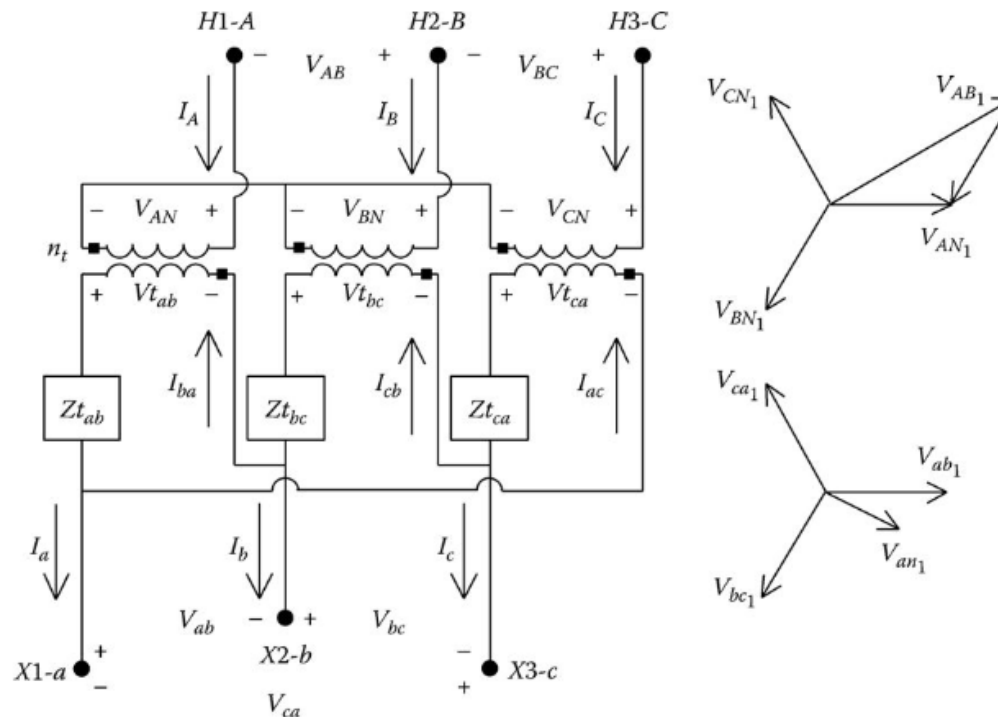 H1-A H2-B H3-C
− V_AB + − V_BC +
I_A I_B I_C
V_CN₁ V_AB₁
− V_AN + − V_BN + − V_CN +
n_t
+ Vt_ab − + Vt_bc − + Vt_ca −
V_AN₁
V_BN₁
I_ba I_cb I_ac
Zt_ab Zt_bc Zt_ca
V_ca₁
V_ab₁
I_a I_b I_c
V_an₁
V_bc₁
V_ab − + V_bc
X1-a + − X2-b − + X3-c
V_ca